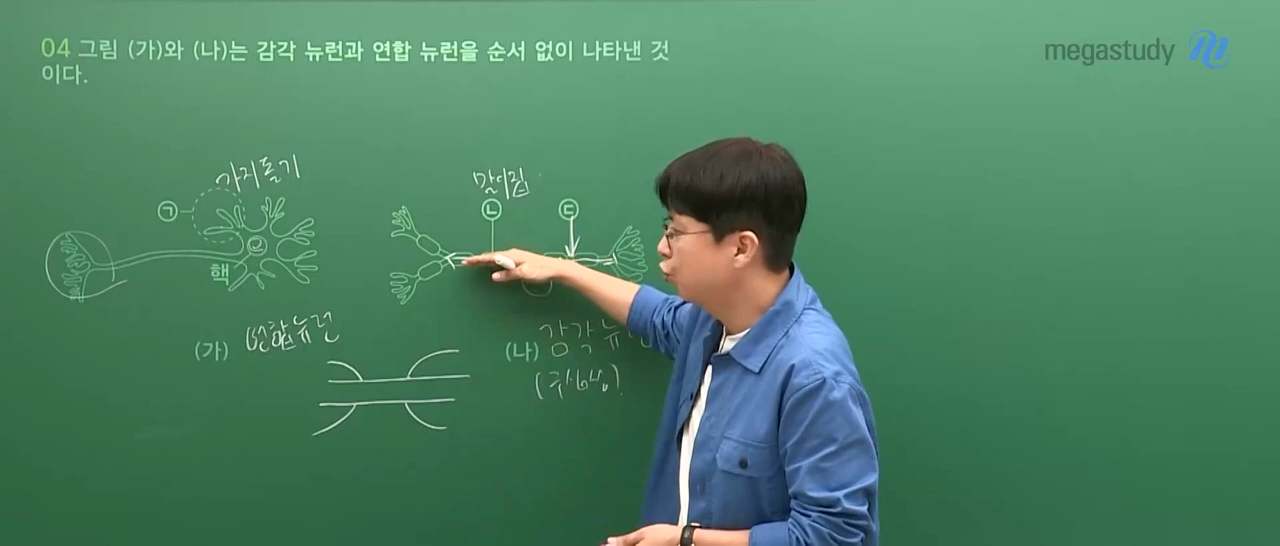 04 그림 (가)와 (나)는 감각 뉴런과 연합 뉴런을 순서 없이 나타낸 것
이다.
megastudy
가지돌기
말이집
㉠
㉡
㉢
핵
(가) 연합뉴런
(나) 감각뉴런